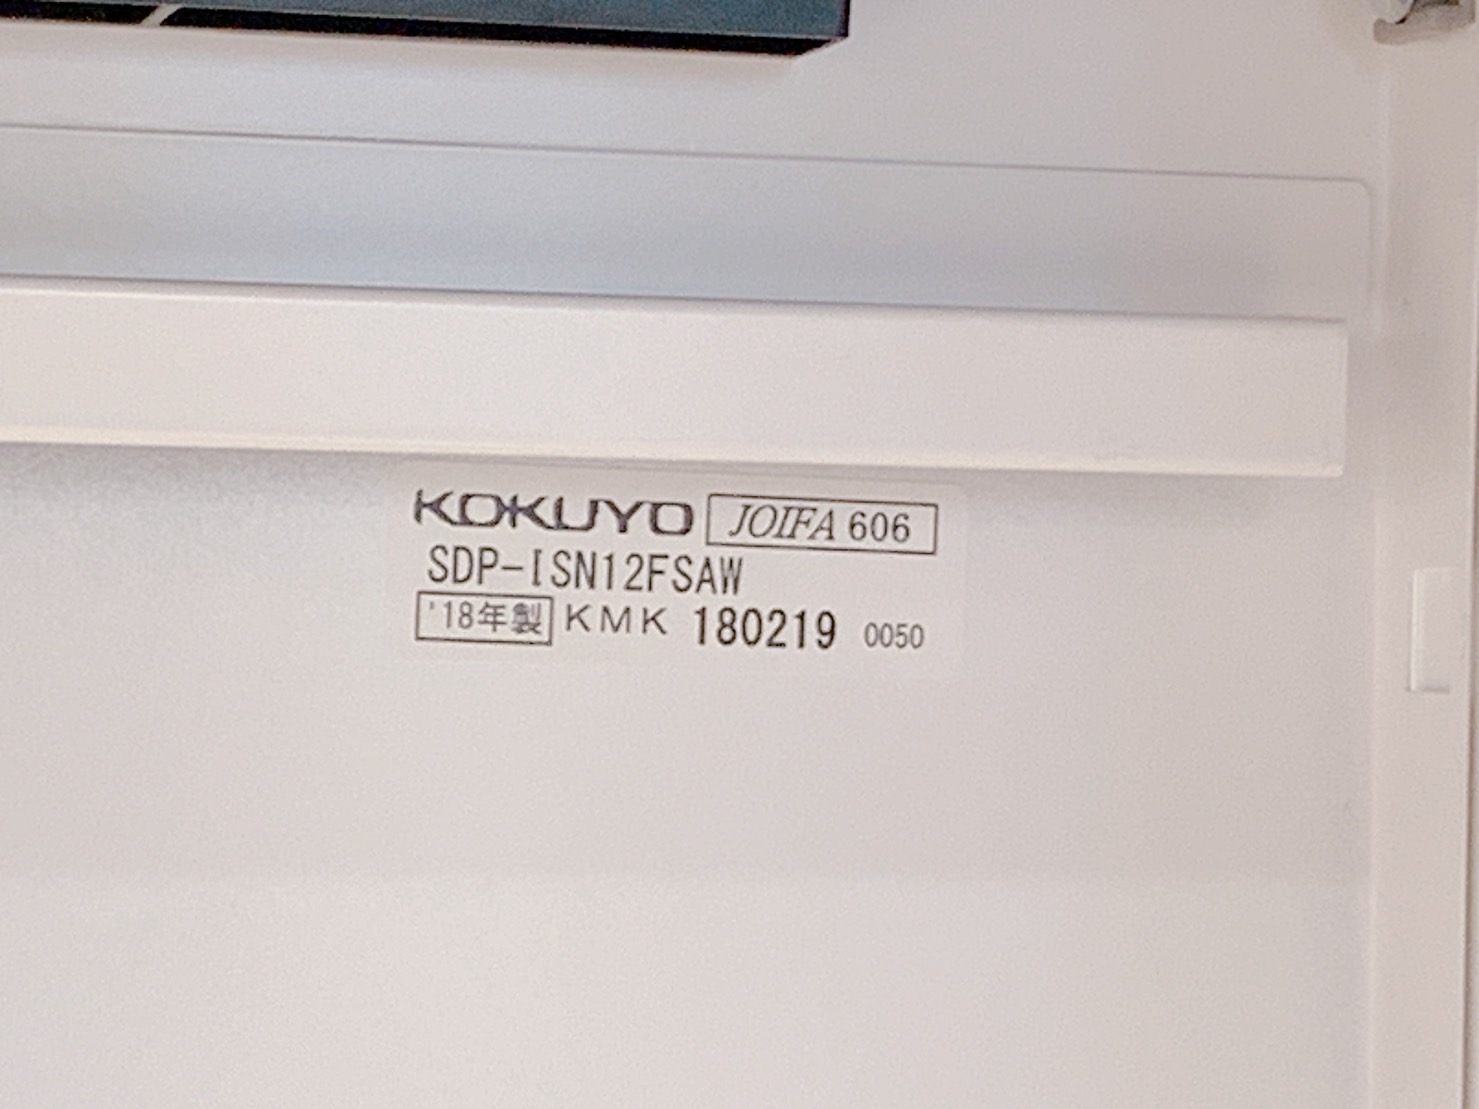 KOKUYO JOIFA 606
SDP-ISN12FSAW
'18年製 KMK 180219 0050